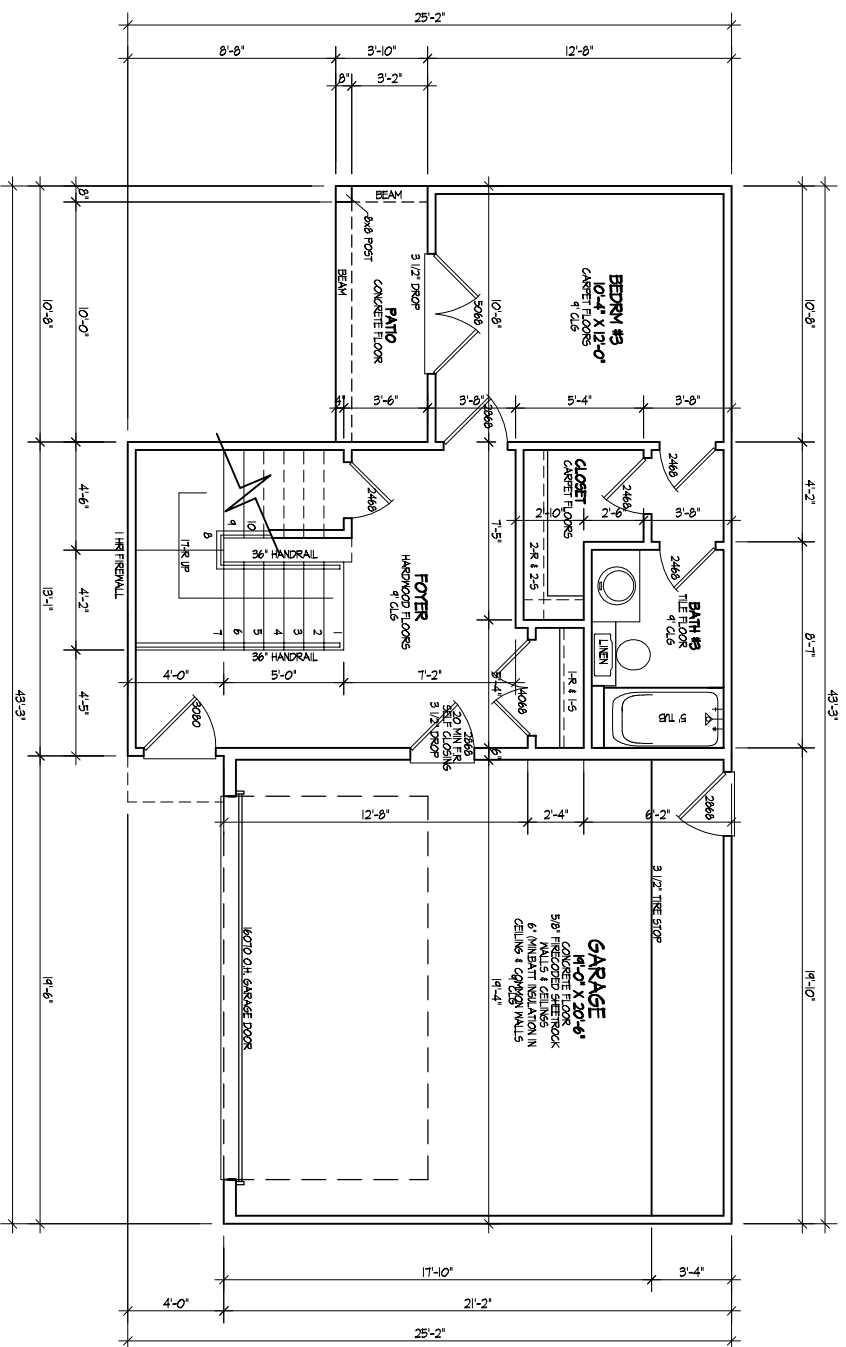 25'-2"
8'-8"
3'-10"
12'-8"
8"
3'-2"
BEAM
8x8 POST
BEAM
PATIO
CONCRETE FLOOR
3 1/2" DROP
5068
10'-8"
BEDRM #3
10'-4" X 12'-0"
CARPET FLOORS
9' CLG
8"
10'-0"
10'-8"
10'-8"
4"
3'-6"
3'-8"
5'-4"
3'-8"
2868
2468
2468
2468
2468
CLOSET
CARPET FLOORS
2'-10"
2'-6"
3'-8"
2-R & 2-S
7'-5"
4'-2"
4'-6"
4'-2"
4'-5"
13'-1"
8'-7"
43'-3"
43'-3"
1 HR FIREWALL
17-R UP
10
9
8
7
6
5
4
3
2
1
36" HANDRAIL
36" HANDRAIL
FOYER
HARDWOOD FLOORS
9' CLG
BATH #3
TILE FLOOR
9' CLG
LINEN
5' TUB
1-R & 1-S
4068
4'-0"
5'-0"
7'-2"
5'-4"
6"
3080
2868
20 MIN F.R.
SELF CLOSING
3 1/2" DROP
2868
12'-8"
2'-4"
6'-2"
3 1/2" TIRE STOP
GARAGE
19'-0" X 20'-6"
CONCRETE FLOOR
5/8" FIRECODED SHEETROCK
WALLS & CEILINGS
6" (MIN.)BATT INSULATION IN
CEILING & COMMON WALLS
9' CLG
19'-4"
16070 O.H. GARAGE DOOR
19'-6"
19'-10"
17'-10"
3'-4"
4'-0"
21'-2"
25'-2"